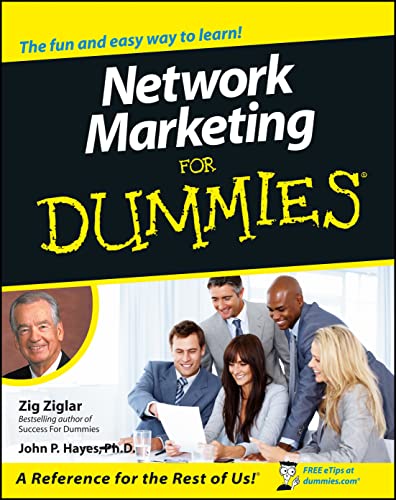 The fun and easy way to learn!
Network
Marketing
FOR
DUMMIES®
Zig Ziglar
Bestselling author of
Success For Dummies
John P. Hayes, Ph.D.
A Reference for the Rest of Us!®
FREE eTips at
dummies.com®